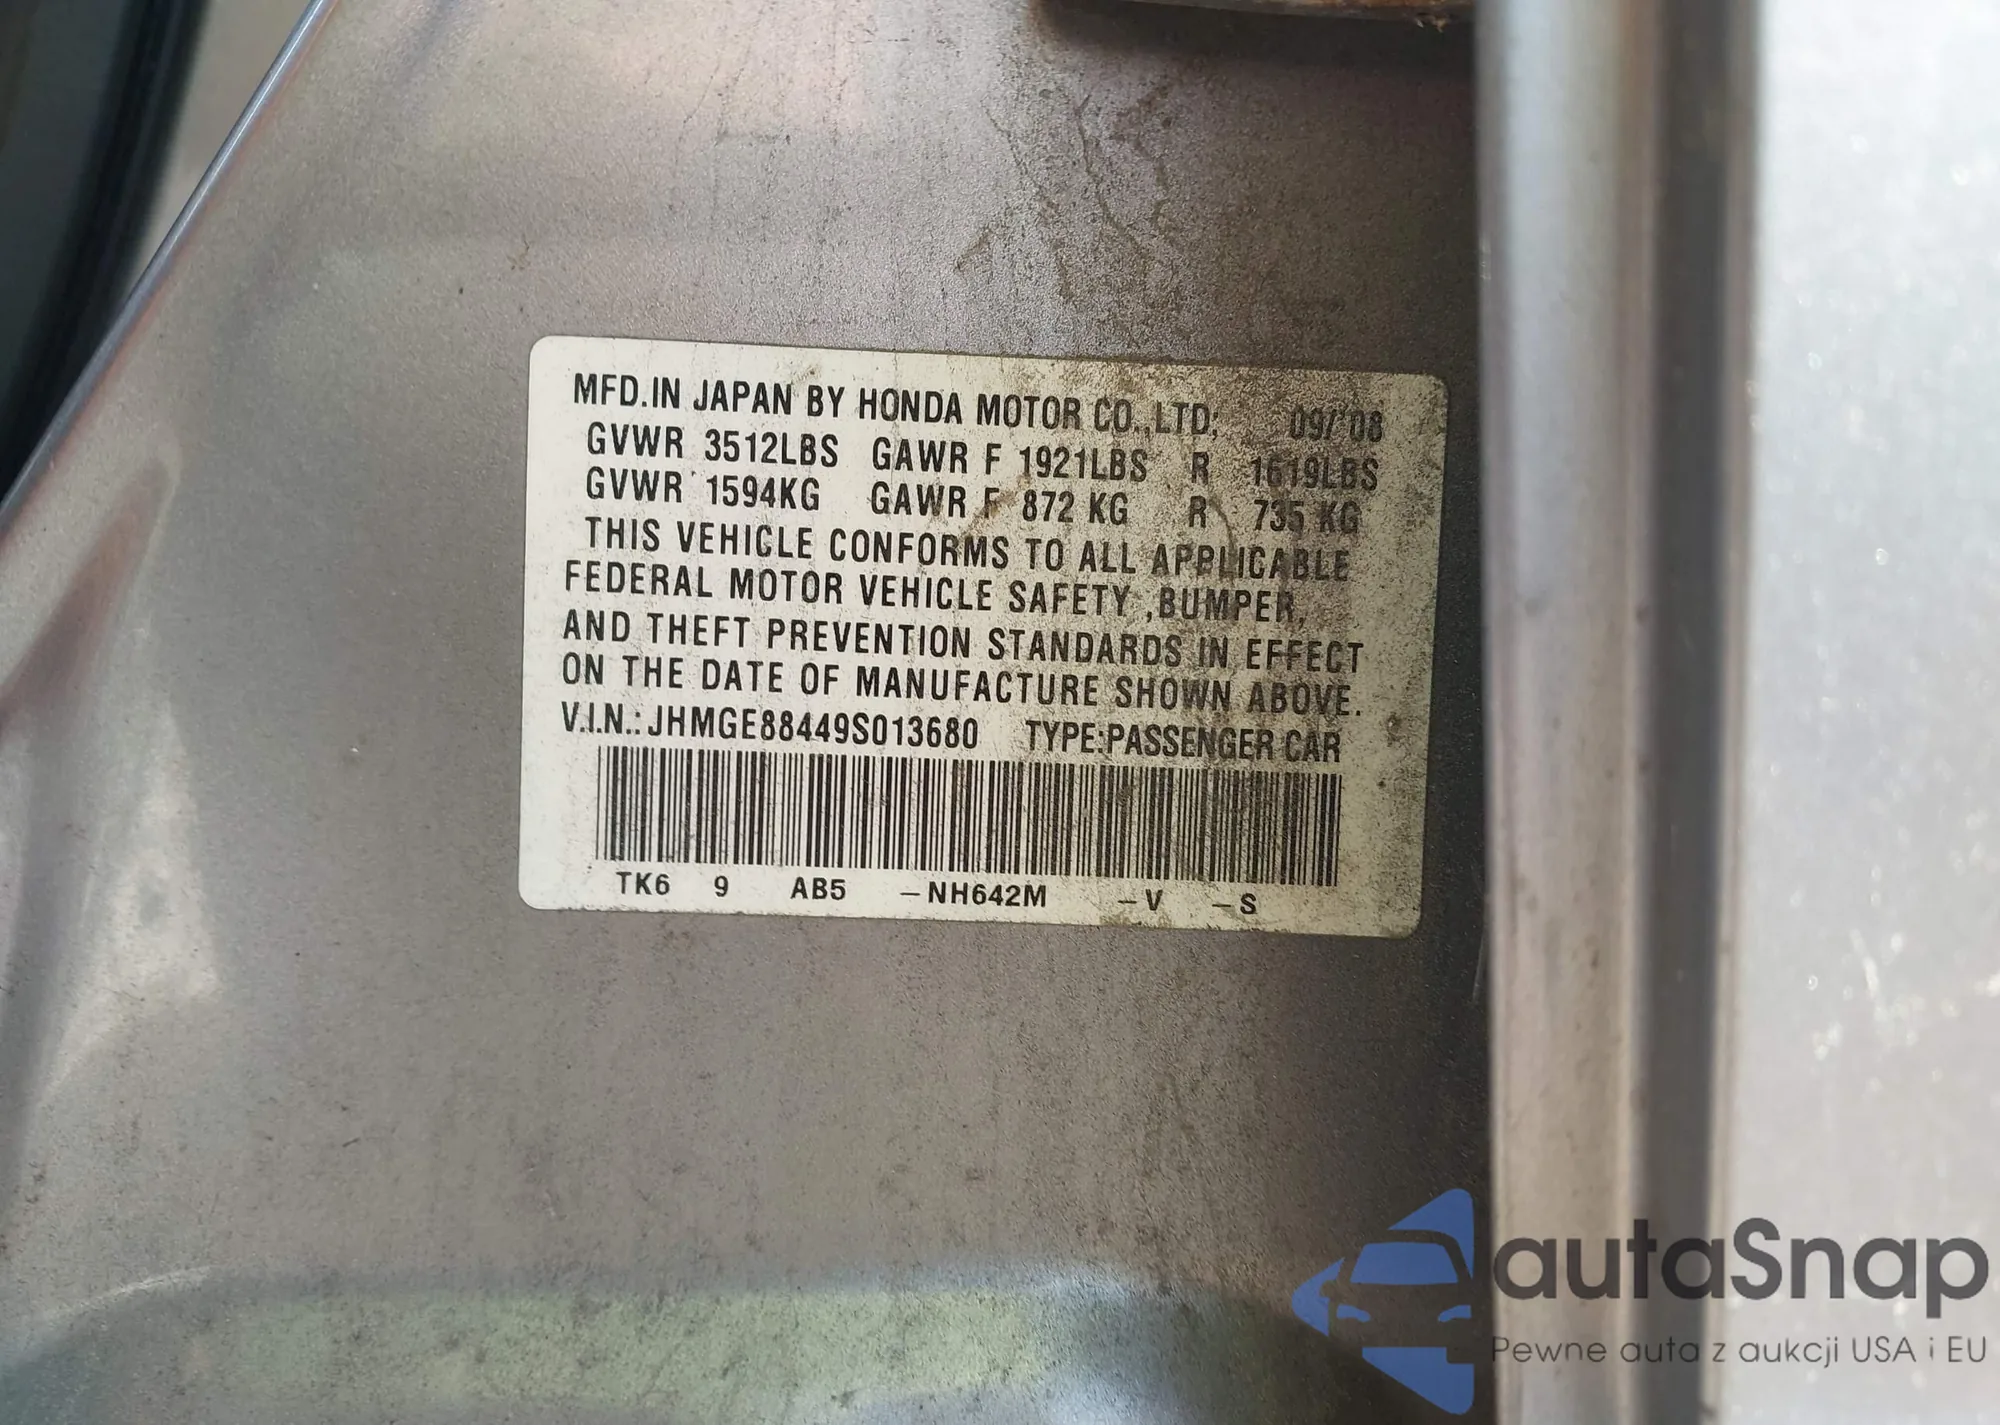 MFD.IN JAPAN BY HONDA MOTOR CO.,LTD; 09/'08
GVWR 3512LBS GAWR F 1921LBS R 1619LBS
GVWR 1594KG GAWR F 872 KG R 735 KG
THIS VEHICLE CONFORMS TO ALL APPLICABLE
FEDERAL MOTOR VEHICLE SAFETY ,BUMPER,
AND THEFT PREVENTION STANDARDS IN EFFECT
ON THE DATE OF MANUFACTURE SHOWN ABOVE.
V.I.N.: JHMGE88449S013680 TYPE:PASSENGER CAR
TK6 9 AB5 –NH642M –V –S
autaSnap
Pewne auta z aukcji USA i EU